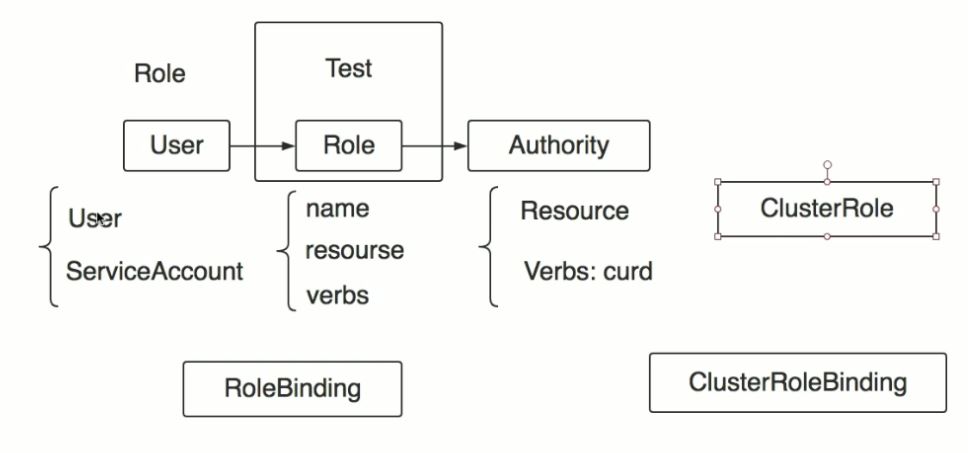 Role
Test
User
Role
Authority
User
ServiceAccount
name
resourse
verbs
Resource
Verbs: curd
ClusterRole
RoleBinding
ClusterRoleBinding